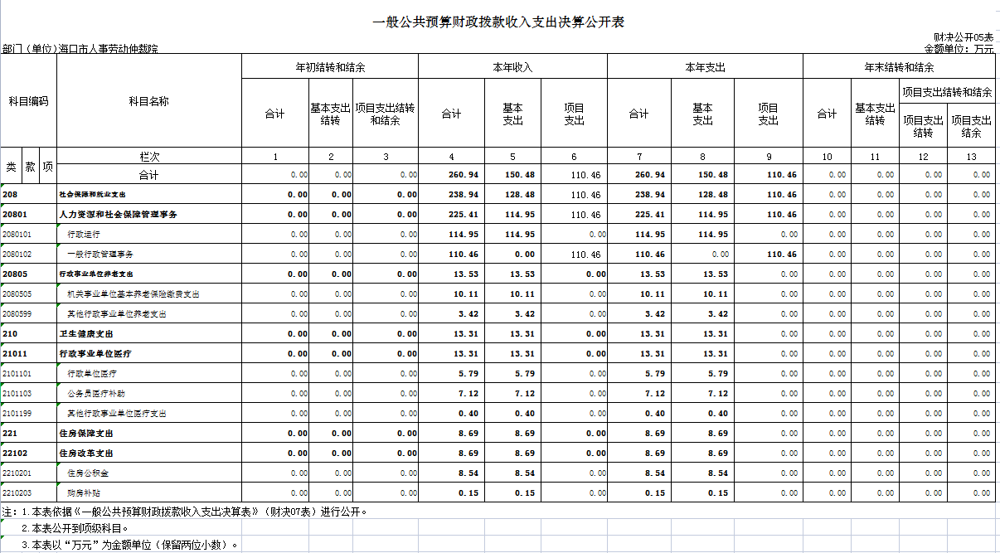 一般公共预算财政拨款收入支出决算公开表
财决公开05表
部门（单位)海口市人事劳动仲裁院 金额单位：万元
科目编码 科目名称 年初结转和结余 本年收入 本年支出 年末结转和结余
合计 基本支出结转 项目支出结转和结余 合计 基本支出 项目支出 合计 基本支出 项目支出 合计 基本支出结转 项目支出结转和结余
项目支出结转 项目支出结余
类 款 项 栏次 1 2 3 4 5 6 7 8 9 10 11 12 13
合计 0.00 0.00 0.00 260.94 150.48 110.46 260.94 150.48 110.46 0.00 0.00 0.00 0.00
208 社会保障和就业支出 0.00 0.00 0.00 238.94 128.48 110.46 238.94 128.48 110.46 0.00 0.00 0.00 0.00
20801 人力资源和社会保障管理事务 0.00 0.00 0.00 225.41 114.95 110.46 225.41 114.95 110.46 0.00 0.00 0.00 0.00
2080101 行政运行 0.00 0.00 0.00 114.95 114.95 0.00 114.95 114.95 0.00 0.00 0.00 0.00 0.00
2080102 一般行政管理事务 0.00 0.00 0.00 110.46 0.00 110.46 110.46 0.00 110.46 0.00 0.00 0.00 0.00
20805 行政事业单位养老支出 0.00 0.00 0.00 13.53 13.53 0.00 13.53 13.53 0.00 0.00 0.00 0.00 0.00
2080505 机关事业单位基本养老保险缴费支出 0.00 0.00 0.00 10.11 10.11 0.00 10.11 10.11 0.00 0.00 0.00 0.00 0.00
2080599 其他行政事业单位养老支出 0.00 0.00 0.00 3.42 3.42 0.00 3.42 3.42 0.00 0.00 0.00 0.00 0.00
210 卫生健康支出 0.00 0.00 0.00 13.31 13.31 0.00 13.31 13.31 0.00 0.00 0.00 0.00 0.00
21011 行政事业单位医疗 0.00 0.00 0.00 13.31 13.31 0.00 13.31 13.31 0.00 0.00 0.00 0.00 0.00
2101101 行政单位医疗 0.00 0.00 0.00 5.79 5.79 0.00 5.79 5.79 0.00 0.00 0.00 0.00 0.00
2101103 公务员医疗补助 0.00 0.00 0.00 7.12 7.12 0.00 7.12 7.12 0.00 0.00 0.00 0.00 0.00
2101199 其他行政事业单位医疗支出 0.00 0.00 0.00 0.40 0.40 0.00 0.40 0.40 0.00 0.00 0.00 0.00 0.00
221 住房保障支出 0.00 0.00 0.00 8.69 8.69 0.00 8.69 8.69 0.00 0.00 0.00 0.00 0.00
22102 住房改革支出 0.00 0.00 0.00 8.69 8.69 0.00 8.69 8.69 0.00 0.00 0.00 0.00 0.00
2210201 住房公积金 0.00 0.00 0.00 8.54 8.54 0.00 8.54 8.54 0.00 0.00 0.00 0.00 0.00
2210203 购房补贴 0.00 0.00 0.00 0.15 0.15 0.00 0.15 0.15 0.00 0.00 0.00 0.00 0.00
注：1.本表依据《一般公共预算财政拨款收入支出决算表》（财决07表）进行公开。
2.本表公开到项级科目。
3.本表以“万元”为金额单位（保留两位小数）。